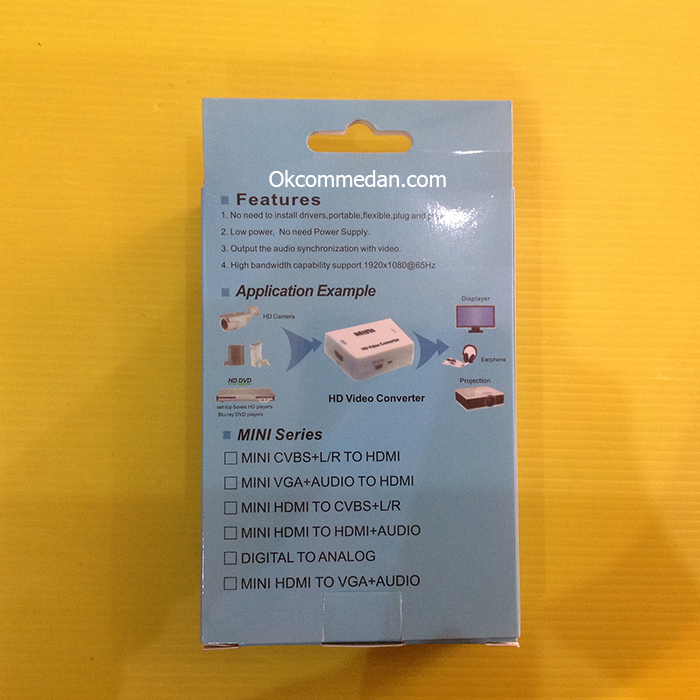 Okcommedan.com
Features
1. No need to install drivers,portable,flexible,plug and
2. Low power, No need Power Supply.
3. Output the audio synchronization with video.
4. High bandwidth capability support 1920x1080@65Hz
Application Example
HD Camera
HD DVD
set-top boxes HD players
Blu-ray DVD players
MINI
HD Video Converter
HD Video Converter
Displayer
Earphone
Projection
MINI Series
MINI CVBS+L/R TO HDMI
MINI VGA+AUDIO TO HDMI
MINI HDMI TO CVBS+L/R
MINI HDMI TO HDMI+AUDIO
DIGITAL TO ANALOG
MINI HDMI TO VGA+AUDIO